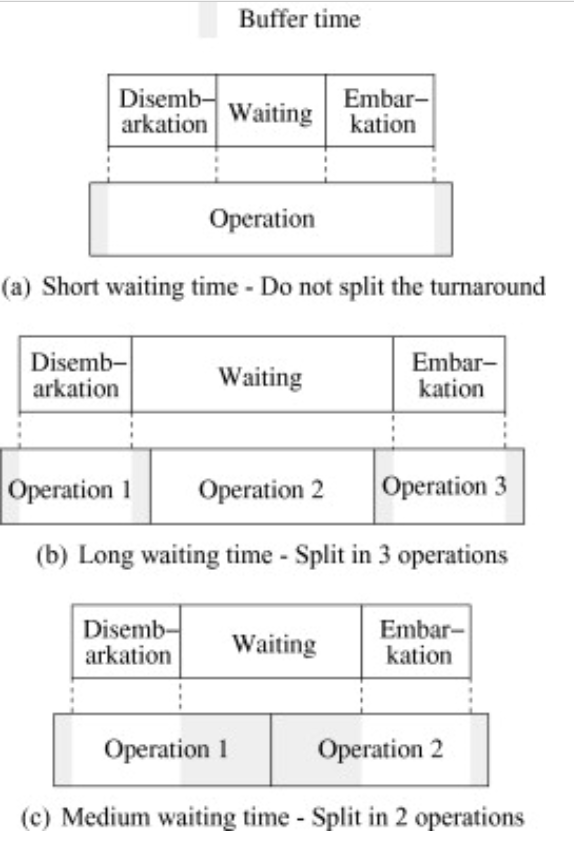 Buffer time
Disemb–
arkation
Waiting
Embar–
kation
Operation
(a) Short waiting time - Do not split the turnaround
Disemb–
arkation
Waiting
Embar–
kation
Operation 1
Operation 2
Operation 3
(b) Long waiting time - Split in 3 operations
Disemb–
arkation
Waiting
Embar–
kation
Operation 1
Operation 2
(c) Medium waiting time - Split in 2 operations